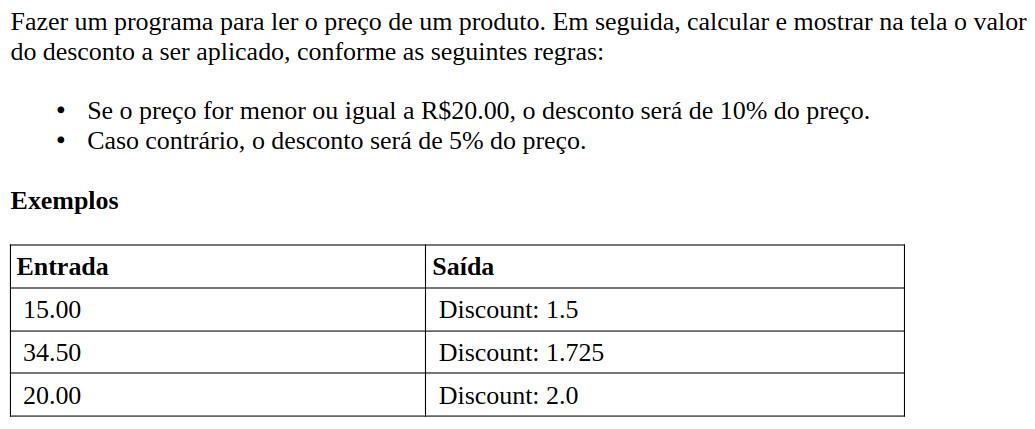 Fazer um programa para ler o preço de um produto. Em seguida, calcular e mostrar na tela o valor
do desconto a ser aplicado, conforme as seguintes regras:
• Se o preço for menor ou igual a R$20.00, o desconto será de 10% do preço.
• Caso contrário, o desconto será de 5% do preço.
Exemplos
Entrada Saída
15.00 Discount: 1.5
34.50 Discount: 1.725
20.00 Discount: 2.0